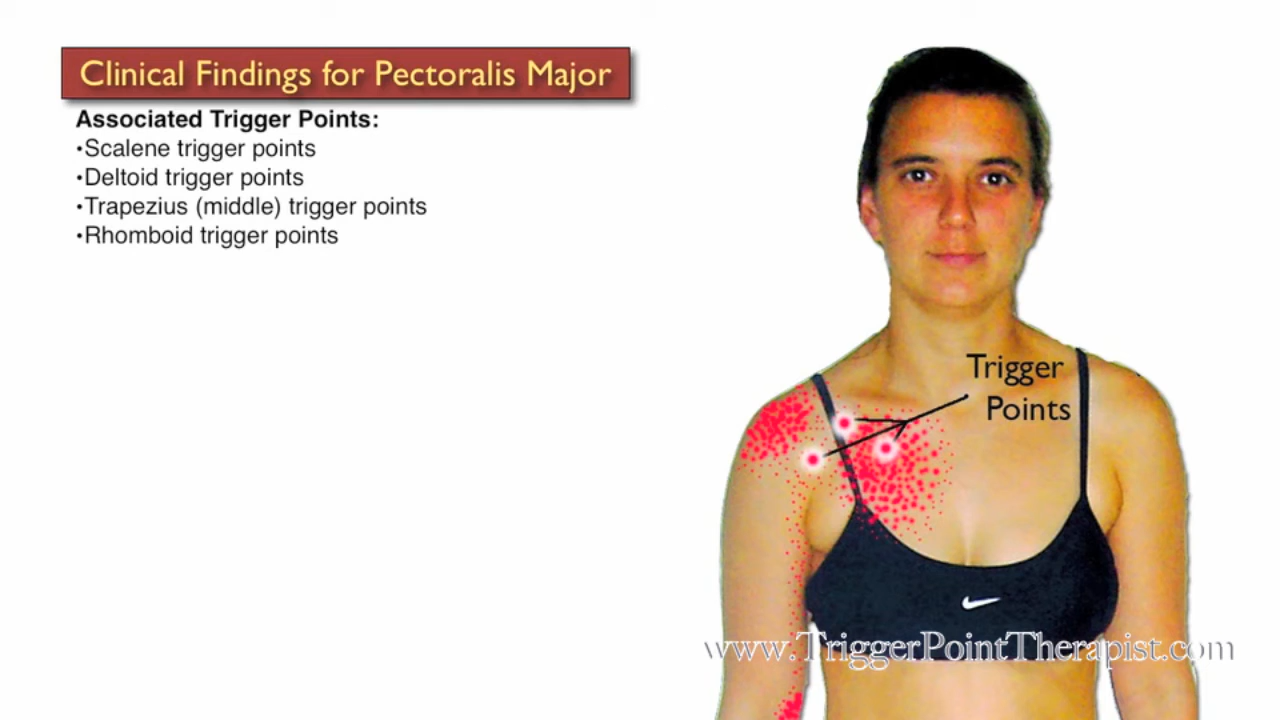 Clinical Findings for Pectoralis Major
Associated Trigger Points:
•Scalene trigger points
•Deltoid trigger points
•Trapezius (middle) trigger points
•Rhomboid trigger points
Trigger
Points
www.TriggerPointTherapist.com